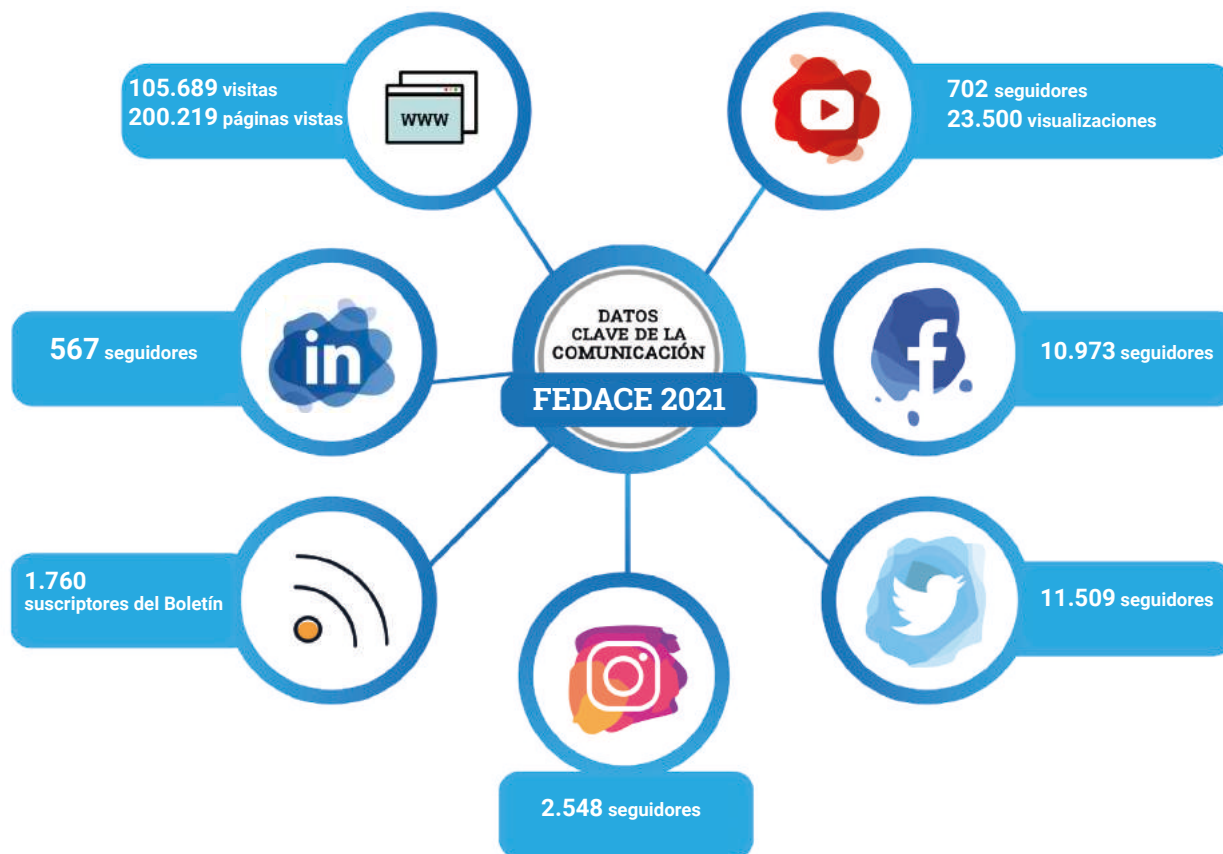 105.689 visitas
200.219 páginas vistas
WWW
702 seguidores
23.500 visualizaciones
567 seguidores
in
DATOS
CLAVE DE LA
COMUNICACIÓN
FEDACE 2021
f
10.973 seguidores
1.760
suscriptores del Boletín
11.509 seguidores
2.548 seguidores